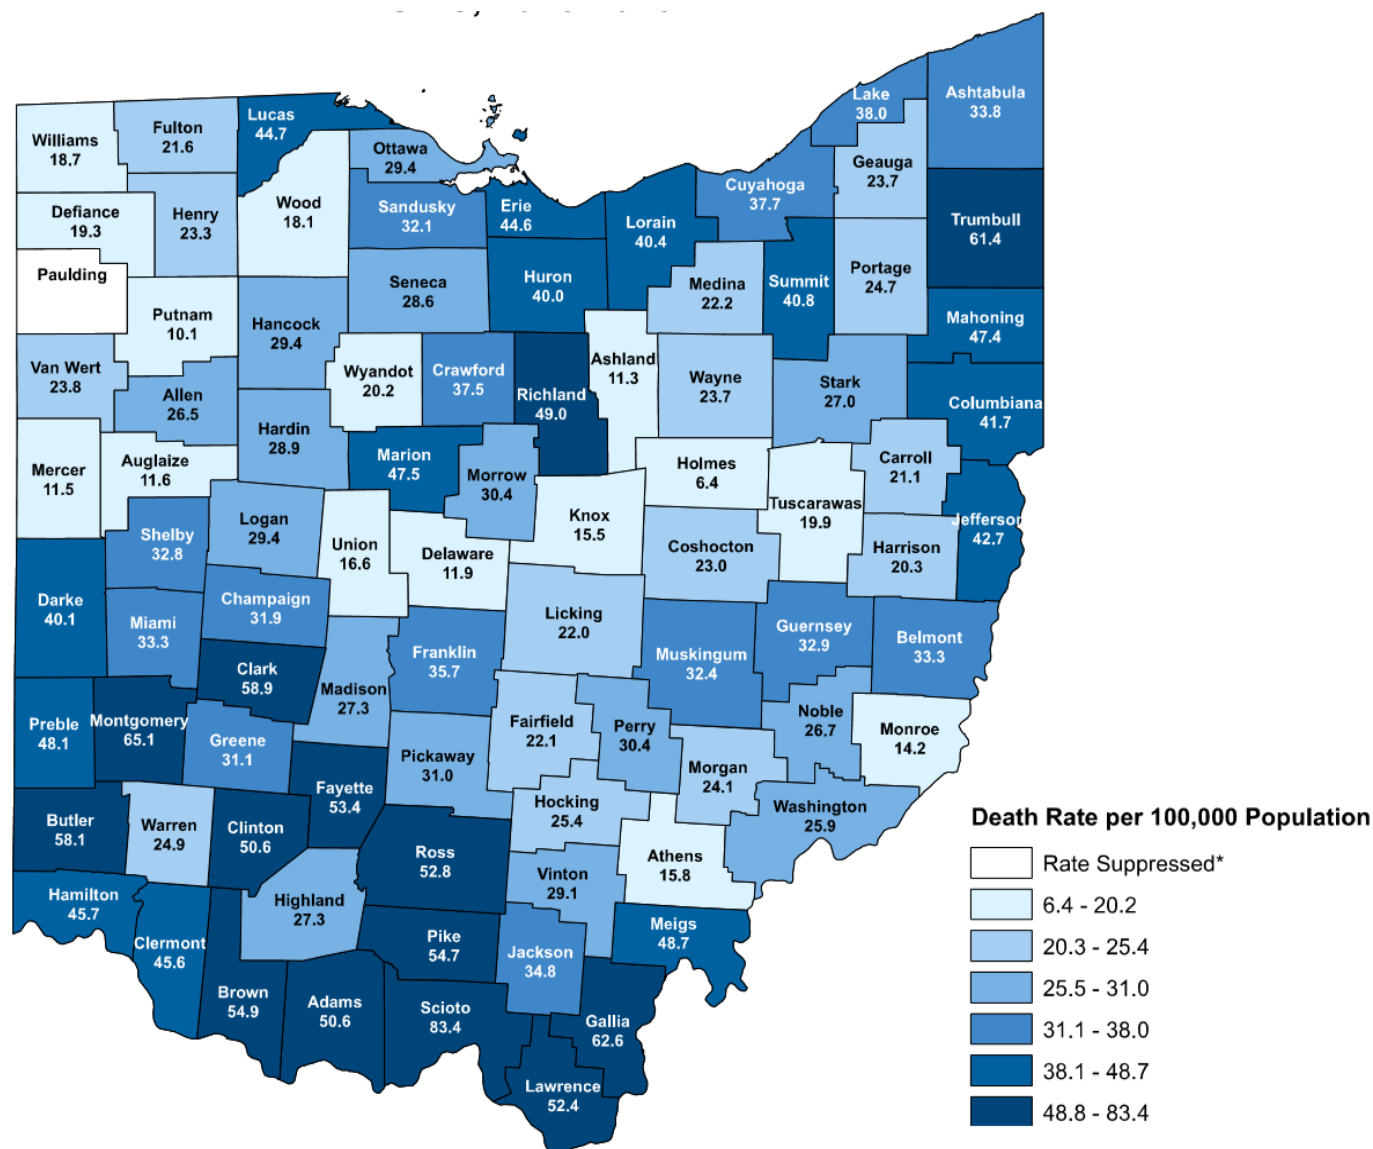 Lake
38.0
Ashtabula
33.8
Lucas
44.7
Williams
18.7
Fulton
21.6
Ottawa
29.4
Geauga
23.7
Cuyahoga
37.7
Wood
18.1
Defiance
19.3
Henry
23.3
Sandusky
32.1
Erie
44.6
Lorain
40.4
Trumbull
61.4
Paulding
Seneca
28.6
Huron
40.0
Medina
22.2
Summit
40.8
Portage
24.7
Putnam
10.1
Hancock
29.4
Mahoning
47.4
Van Wert
23.8
Allen
26.5
Wyandot
20.2
Crawford
37.5
Richland
49.0
Ashland
11.3
Wayne
23.7
Stark
27.0
Columbiana
41.7
Hardin
28.9
Mercer
11.5
Auglaize
11.6
Marion
47.5
Morrow
30.4
Holmes
6.4
Carroll
21.1
Tuscarawas
19.9
Knox
15.5
Logan
29.4
Shelby
32.8
Union
16.6
Delaware
11.9
Coshocton
23.0
Harrison
20.3
Jefferson
42.7
Darke
40.1
Champaign
31.9
Miami
33.3
Licking
22.0
Guernsey
32.9
Belmont
33.3
Franklin
35.7
Muskingum
32.4
Clark
58.9
Madison
27.3
Preble
48.1
Montgomery
65.1
Greene
31.1
Fairfield
22.1
Perry
30.4
Noble
26.7
Monroe
14.2
Pickaway
31.0
Morgan
24.1
Fayette
53.4
Hocking
25.4
Washington
25.9
Butler
58.1
Warren
24.9
Clinton
50.6
Ross
52.8
Athens
15.8
Vinton
29.1
Hamilton
45.7
Highland
27.3
Meigs
48.7
Clermont
45.6
Pike
54.7
Jackson
34.8
Brown
54.9
Adams
50.6
Scioto
83.4
Gallia
62.6
Lawrence
52.4
Death Rate per 100,000 Population
Rate Suppressed*
6.4 - 20.2
20.3 - 25.4
25.5 - 31.0
31.1 - 38.0
38.1 - 48.7
48.8 - 83.4